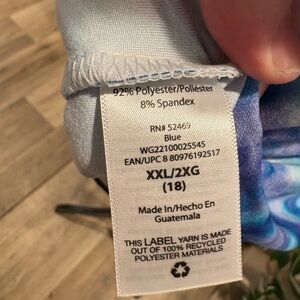 92% Polyester/Poliéster
8% Spandex
RN# 52469
Blue
WG22100025545
EAN/UPC 8 80976192517
XXL/2XG
(18)
Made In/Hecho En
Guatemala
THIS LABEL YARN IS MADE
OUT OF 100% RECYCLED
POLYESTER MATERIALS